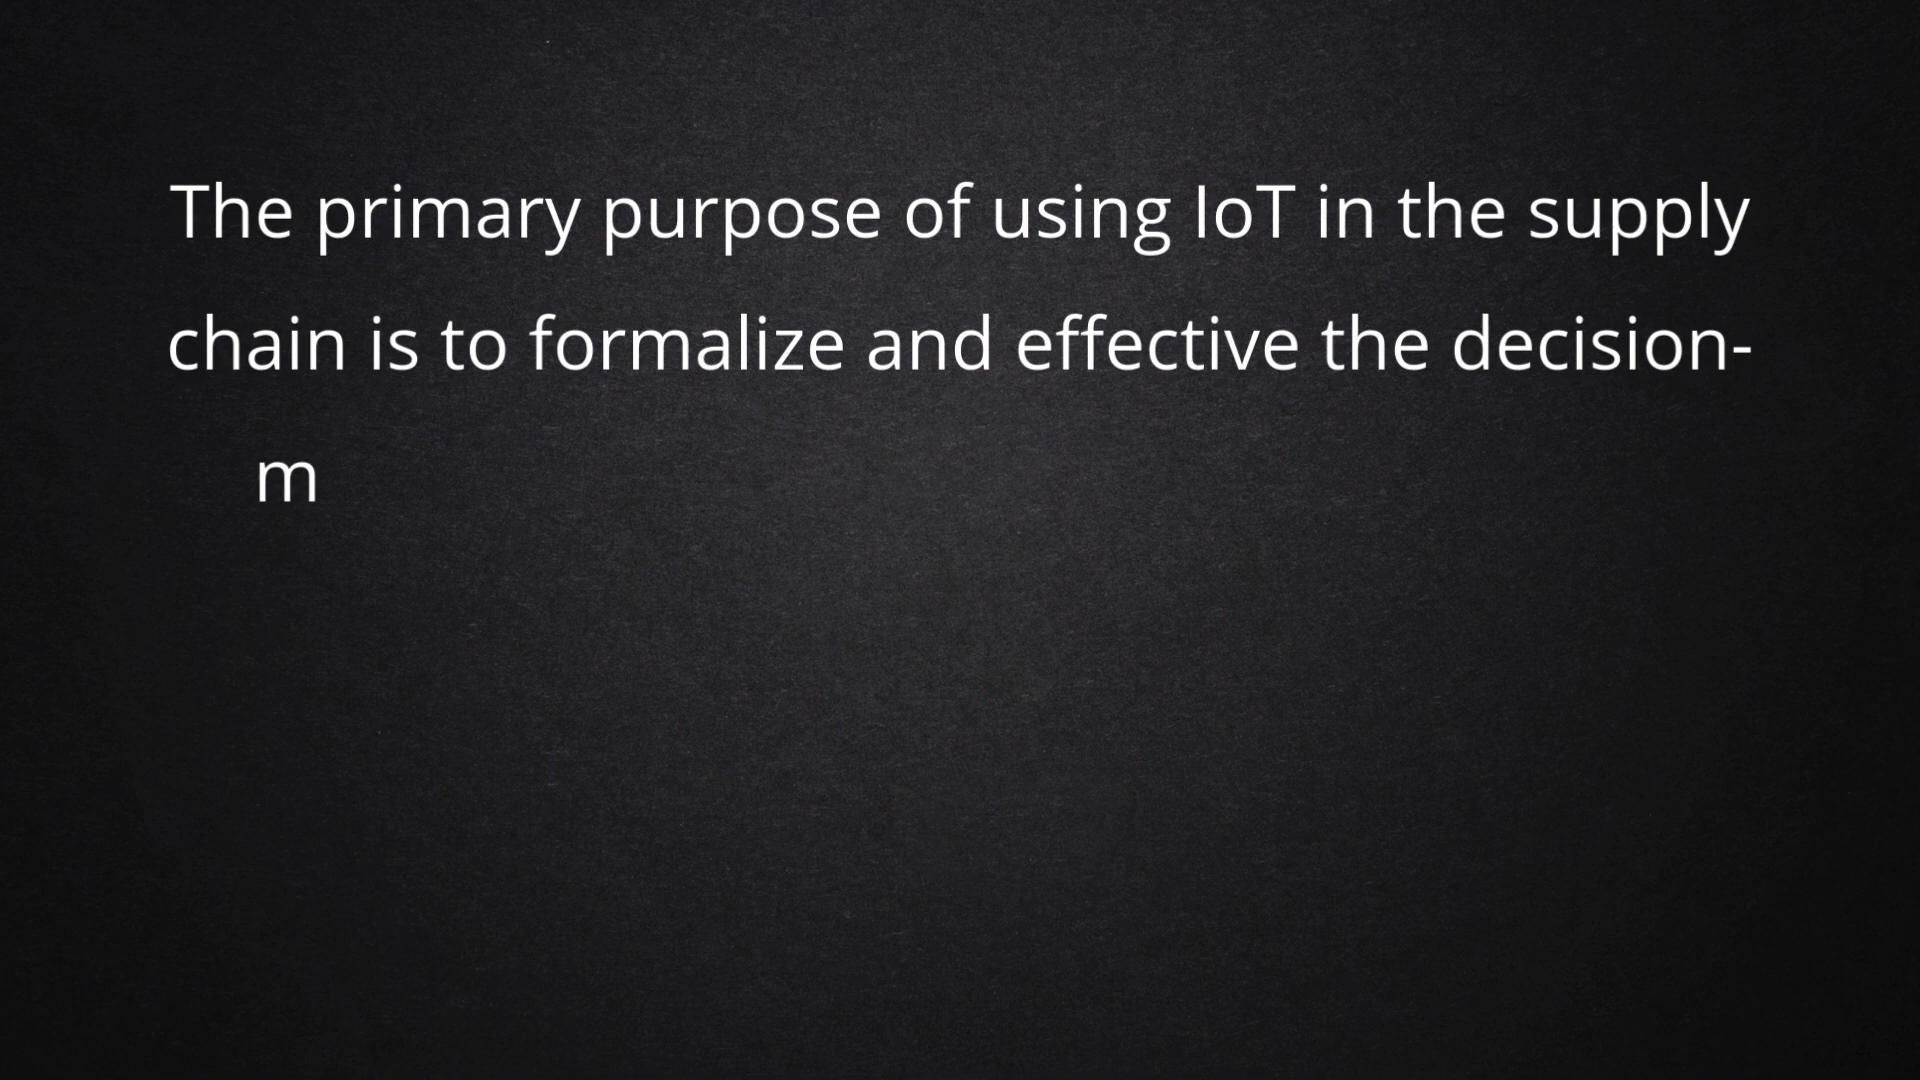 The primary purpose of using IoT in the supply
chain is to formalize and effective the decision-
m